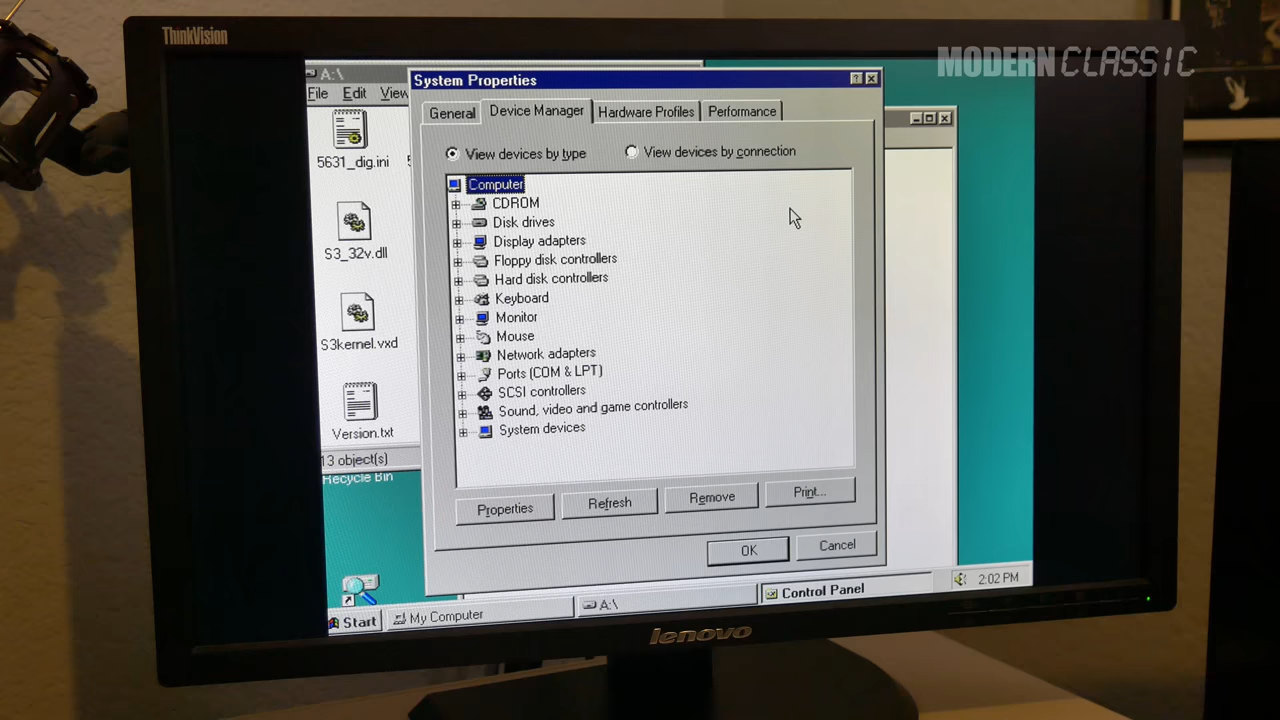 ThinkVision
MODERN CLASSIC
A:\
File Edit View
5631_dig.ini
S3_32v.dll
S3kernel.vxd
Version.txt
13 object(s)
Recycle Bin
System Properties
General
Device Manager
Hardware Profiles
Performance
View devices by type
View devices by connection
Computer
CDROM
Disk drives
Display adapters
Floppy disk controllers
Hard disk controllers
Keyboard
Monitor
Mouse
Network adapters
Ports (COM & LPT)
SCSI controllers
Sound, video and game controllers
System devices
Properties
Refresh
Remove
Print...
OK
Cancel
Start
My Computer
A:\
Control Panel
2:02 PM
lenovo